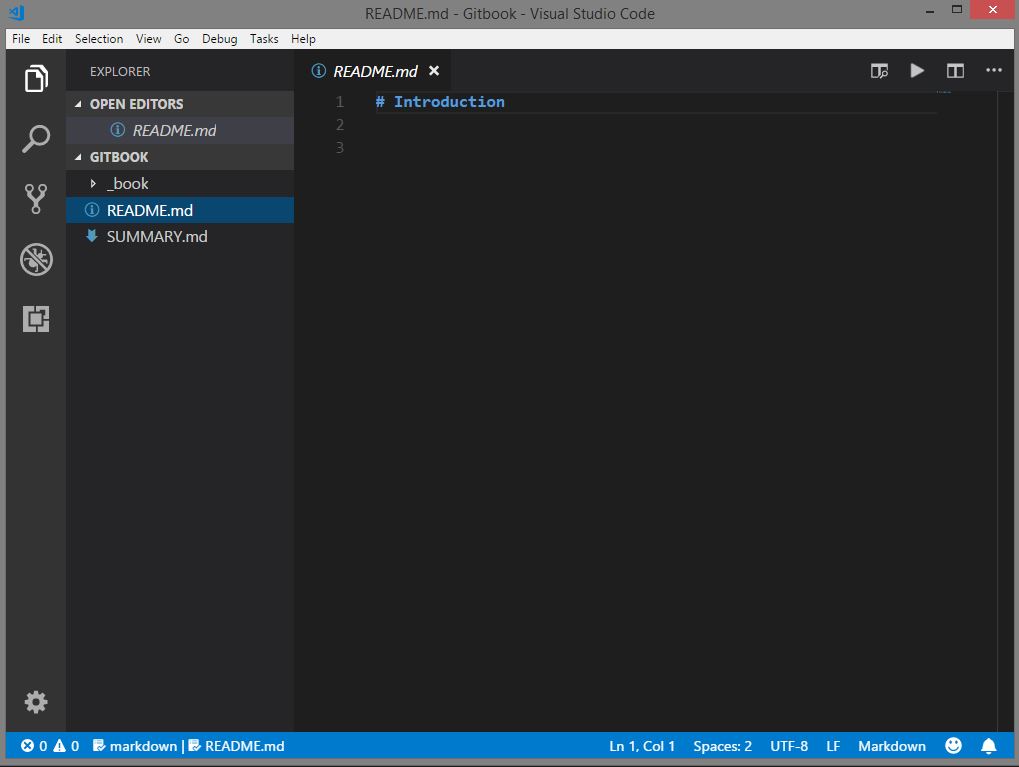 README.md - Gitbook - Visual Studio Code
File Edit Selection View Go Debug Tasks Help
EXPLORER
OPEN EDITORS
README.md
GITBOOK
_book
README.md
SUMMARY.md
README.md
1 # Introduction
2
3
0 0 markdown | README.md Ln 1, Col 1 Spaces: 2 UTF-8 LF Markdown